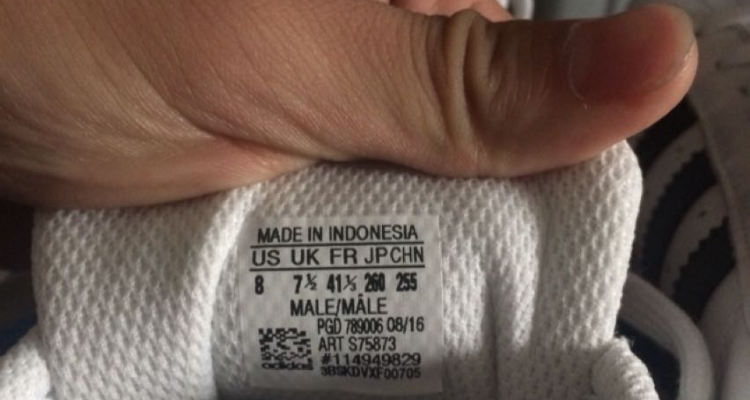 MADE IN INDONESIA
US UK FR JP CHN
8 7½ 41⅓ 260 255
MALE/MÂLE
PGD 789006 08/16
ART S75873
#114949829
adidas 3BSKDVXF00705